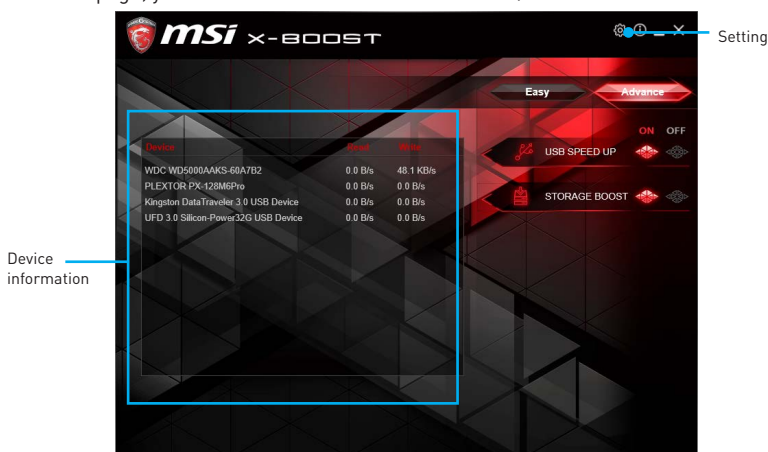 msi X-BOOST
Setting
Easy
Advance
ON OFF
USB SPEED UP
STORAGE BOOST
Device Read Write
WDC WD5000AAKS-60A7B2 0.0 B/s 48.1 KB/s
PLEXTOR PX-128M6Pro 0.0 B/s 0.0 B/s
Kingston DataTraveler 3.0 USB Device 0.0 B/s 0.0 B/s
UFD 3.0 Silicon-Power32G USB Device 0.0 B/s 0.0 B/s
Device
information